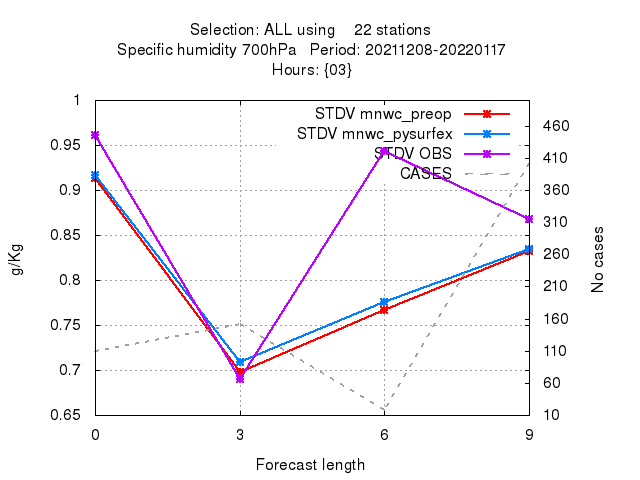 Selection: ALL using 22 stations
Specific humidity 700hPa Period: 20211208-20220117
Hours: {03}
1
0.95
0.9
0.85
0.8
0.75
0.7
0.65
g/Kg
STDV mnwc_preop
STDV mnwc_pysurfex
STDV OBS
CASES
460
410
360
310
260
210
160
110
60
10
No cases
0 3 6 9
Forecast length